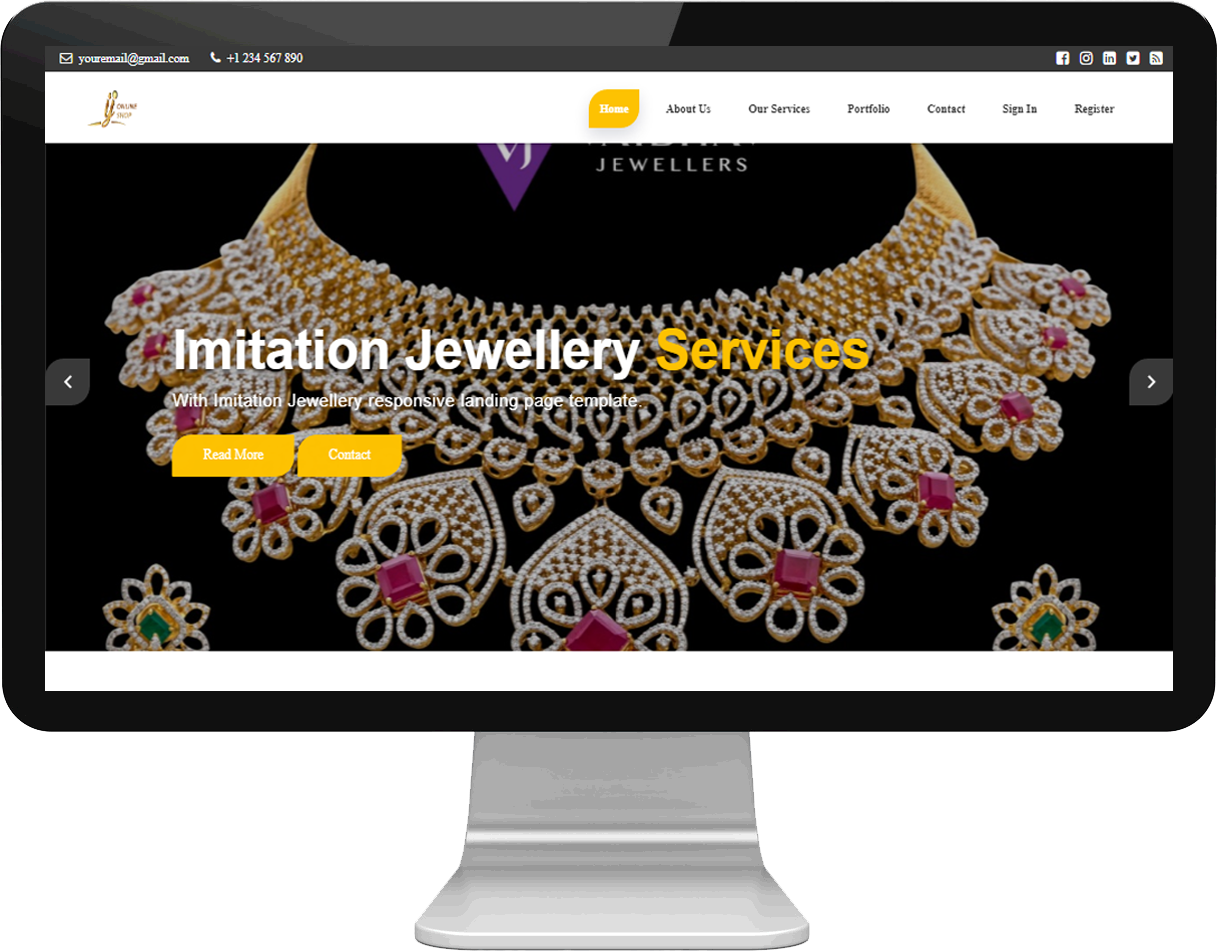 youremail@gmail.com +1 234 567 890
ONLINE
SHOP
Home About Us Our Services Portfolio Contact Sign In Register
VJ
JEWELLERS
Imitation Jewellery Services
With Imitation Jewellery responsive landing page template.
Read More Contact